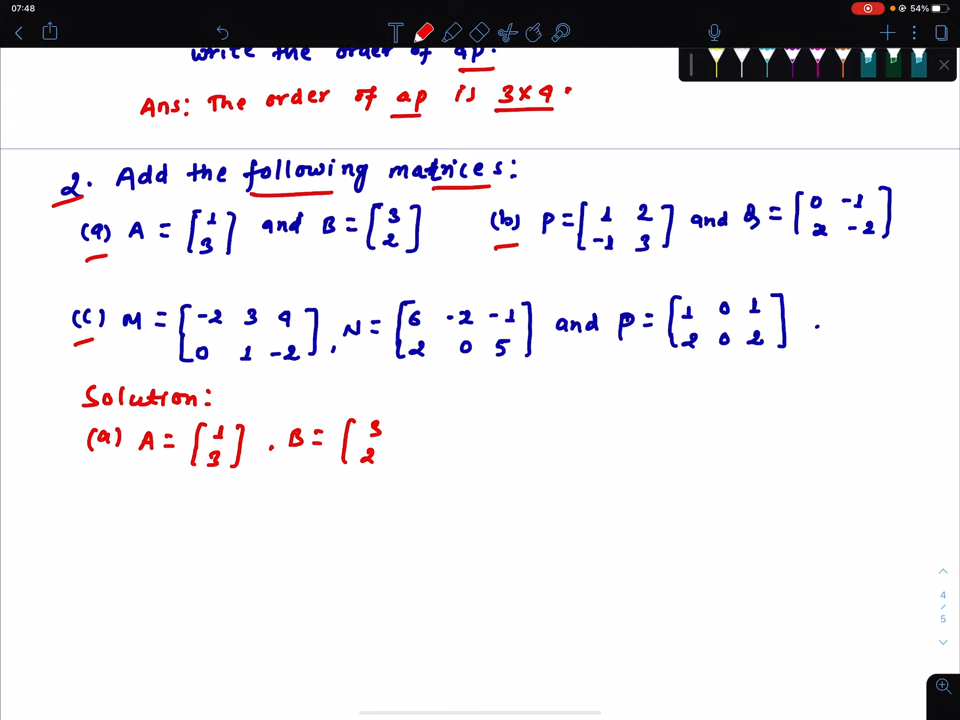 07:48
54%
write the order of ap.
Ans: The order of ap is 3×4.
2. Add the following matrices:
(a) A = [1 3] and B = [3 2] (b) P = [1 2 -1 3] and Q = [0 -1 2 -2]
(c) M = [-2 3 4 0 1 -2], N = [6 -2 -1 2 0 5] and P = [1 0 1 2 0 2].
Solution:
(a) A = [1 3]. B = [3 2
4
/
5